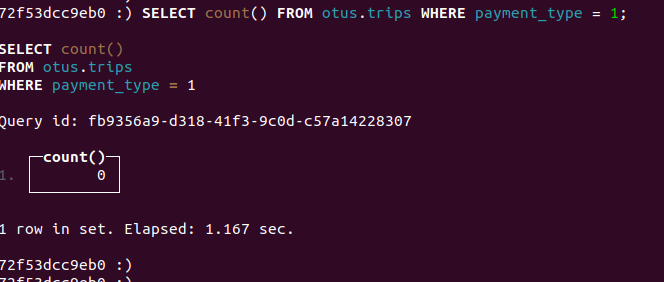 72f53dcc9eb0 :) SELECT count() FROM otus.trips WHERE payment_type = 1;
SELECT count()
FROM otus.trips
WHERE payment_type = 1
Query id: fb9356a9-d318-41f3-9c0d-c57a14228307
count()
1. 0
1 row in set. Elapsed: 1.167 sec.
72f53dcc9eb0 :)
72f53dcc9eb0 :)